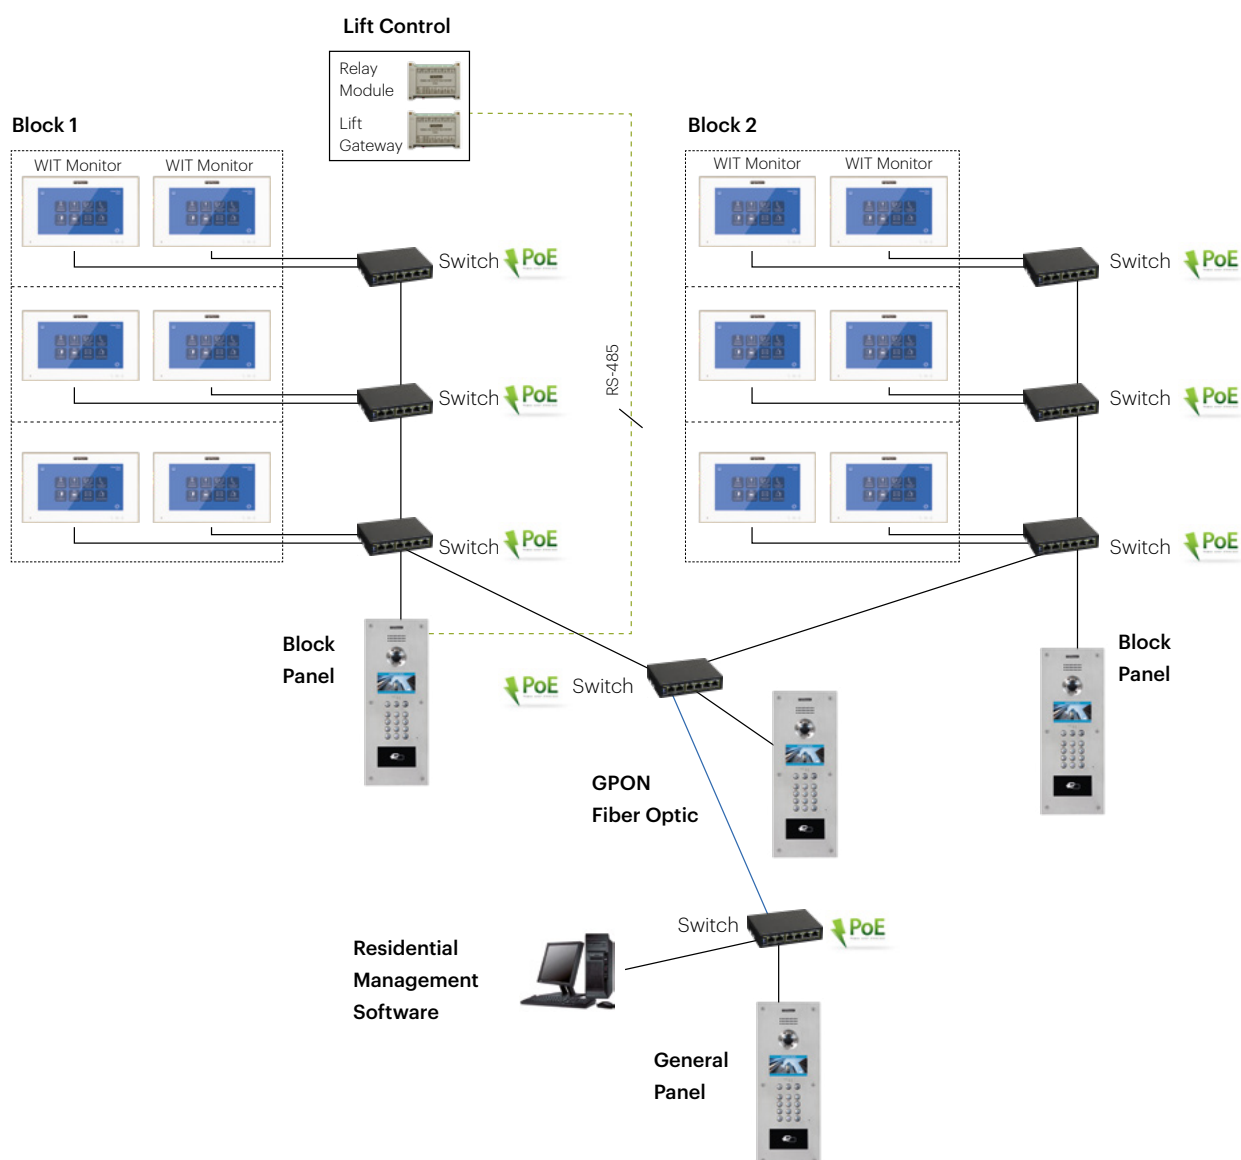 Lift Control
Relay
Module
Lift
Gateway
Block 1
WIT Monitor
WIT Monitor
Switch
PoE
Switch
PoE
Switch
PoE
RS-485
Block 2
WIT Monitor
WIT Monitor
Switch
PoE
Switch
PoE
Switch
PoE
Block
Panel
PoE
Switch
Block
Panel
GPON
Fiber Optic
Switch
PoE
Residential
Management
Software
General
Panel